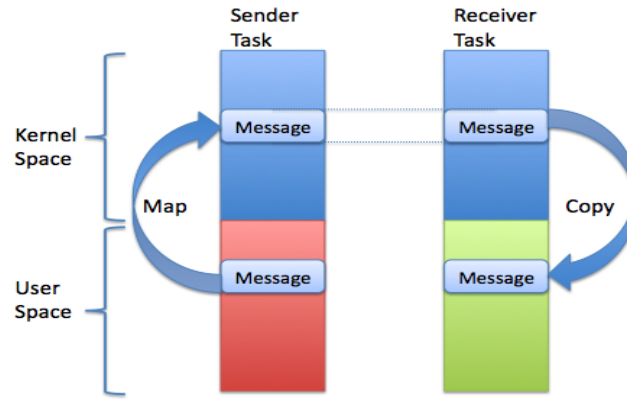 Sender
Task
Receiver
Task
Message
Message
Kernel
Space
Map
Copy
Message
Message
User
Space